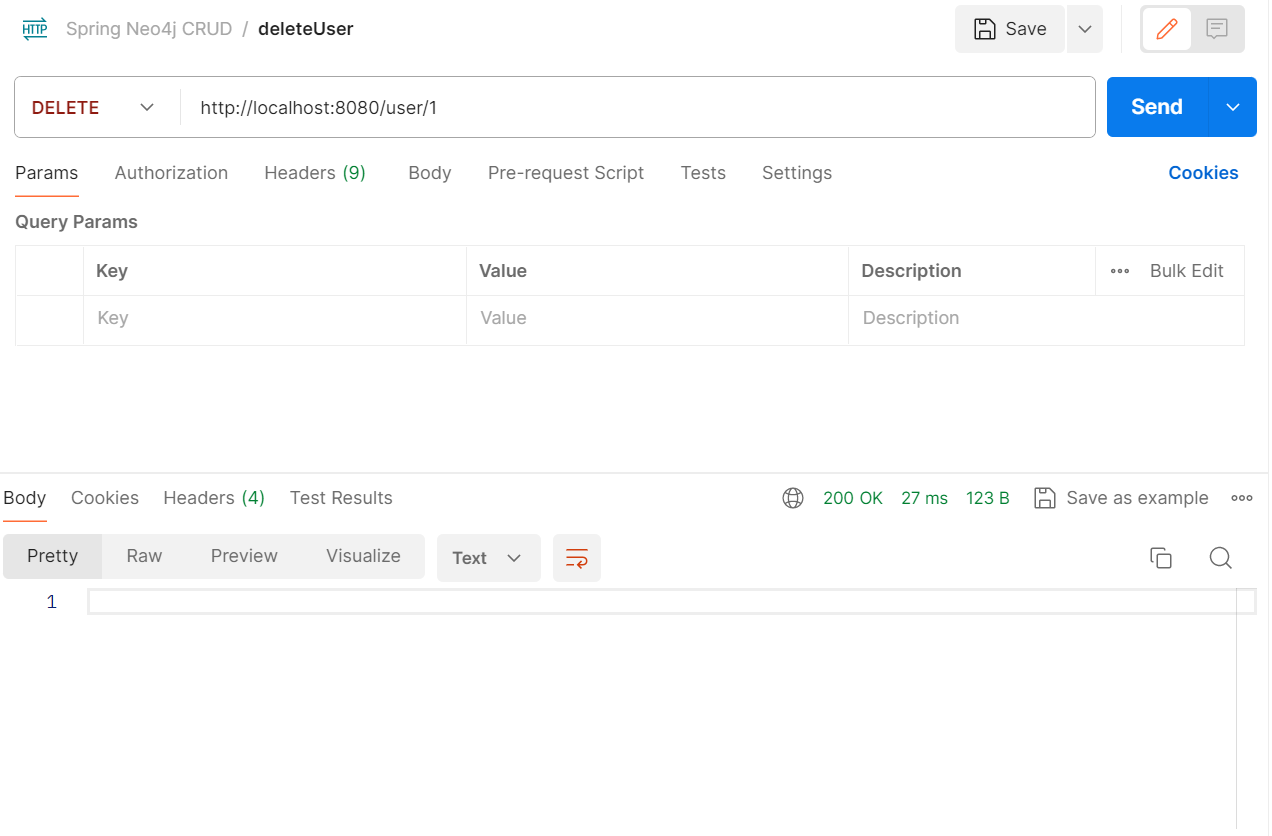 HTTP Spring Neo4j CRUD / deleteUser Save
DELETE http://localhost:8080/user/1 Send
Params Authorization Headers (9) Body Pre-request Script Tests Settings Cookies
Query Params
Key Value Description Bulk Edit
Key Value Description
Body Cookies Headers (4) Test Results 200 OK 27 ms 123 B Save as example
Pretty Raw Preview Visualize Text
1